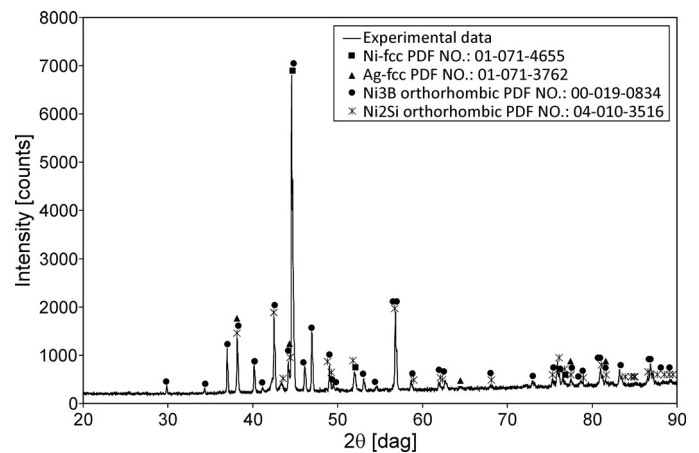 8000
7000
6000
5000
4000
3000
2000
1000
0
Intensity [counts]
Experimental data
Ni-fcc PDF NO.: 01-071-4655
Ag-fcc PDF NO.: 01-071-3762
Ni3B orthorhombic PDF NO.: 00-019-0834
Ni2Si orthorhombic PDF NO.: 04-010-3516
20 30 40 50 60 70 80 90
2θ [dag]